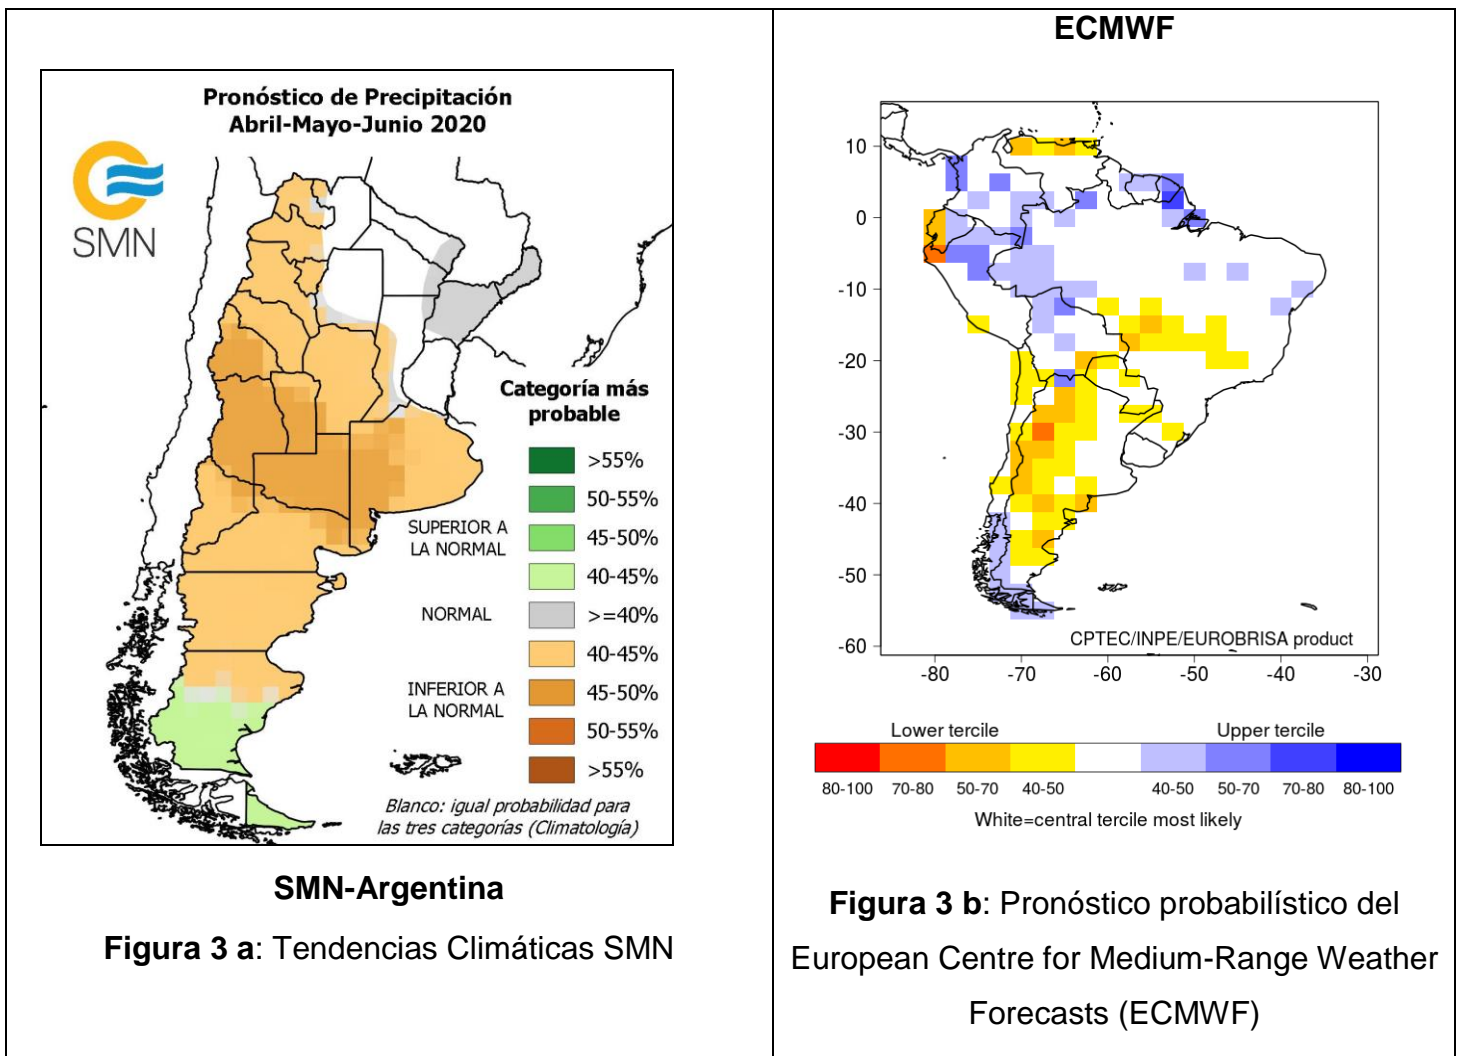 Pronóstico de Precipitación
Abril-Mayo-Junio 2020
SMN
Categoría más
probable
>55%
50-55%
SUPERIOR A
LA NORMAL
45-50%
40-45%
NORMAL
>=40%
40-45%
INFERIOR A
LA NORMAL
45-50%
50-55%
>55%
Blanco: igual probabilidad para
las tres categorías (Climatología)
SMN-Argentina
Figura 3 a: Tendencias Climáticas SMN
ECMWF
10
0
-10
-20
-30
-40
-50
-60
CPTEC/INPE/EUROBRISA product
-80 -70 -60 -50 -40 -30
Lower tercile Upper tercile
80-100 70-80 50-70 40-50 40-50 50-70 70-80 80-100
White=central tercile most likely
Figura 3 b: Pronóstico probabilístico del
European Centre for Medium-Range Weather
Forecasts (ECMWF)